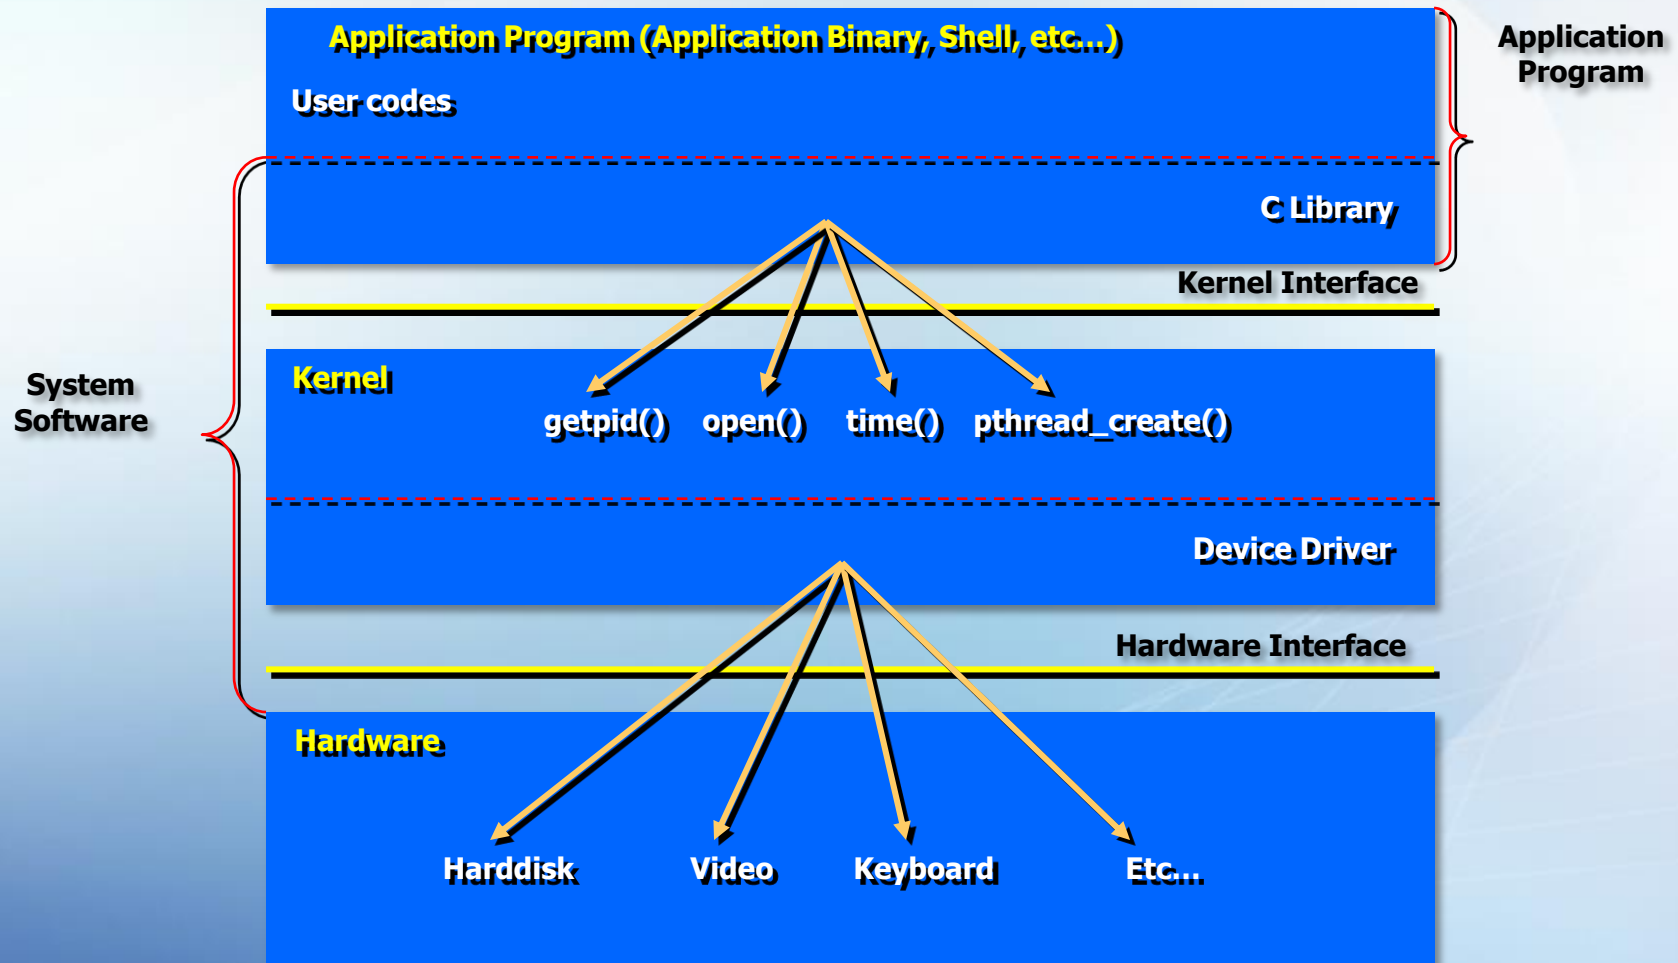 Application Program (Application Binary, Shell, etc...)
Application
Program
User codes
C Library
Kernel Interface
System
Software
Kernel
getpid() open() time() pthread_create()
Device Driver
Hardware Interface
Hardware
Harddisk Video Keyboard Etc...